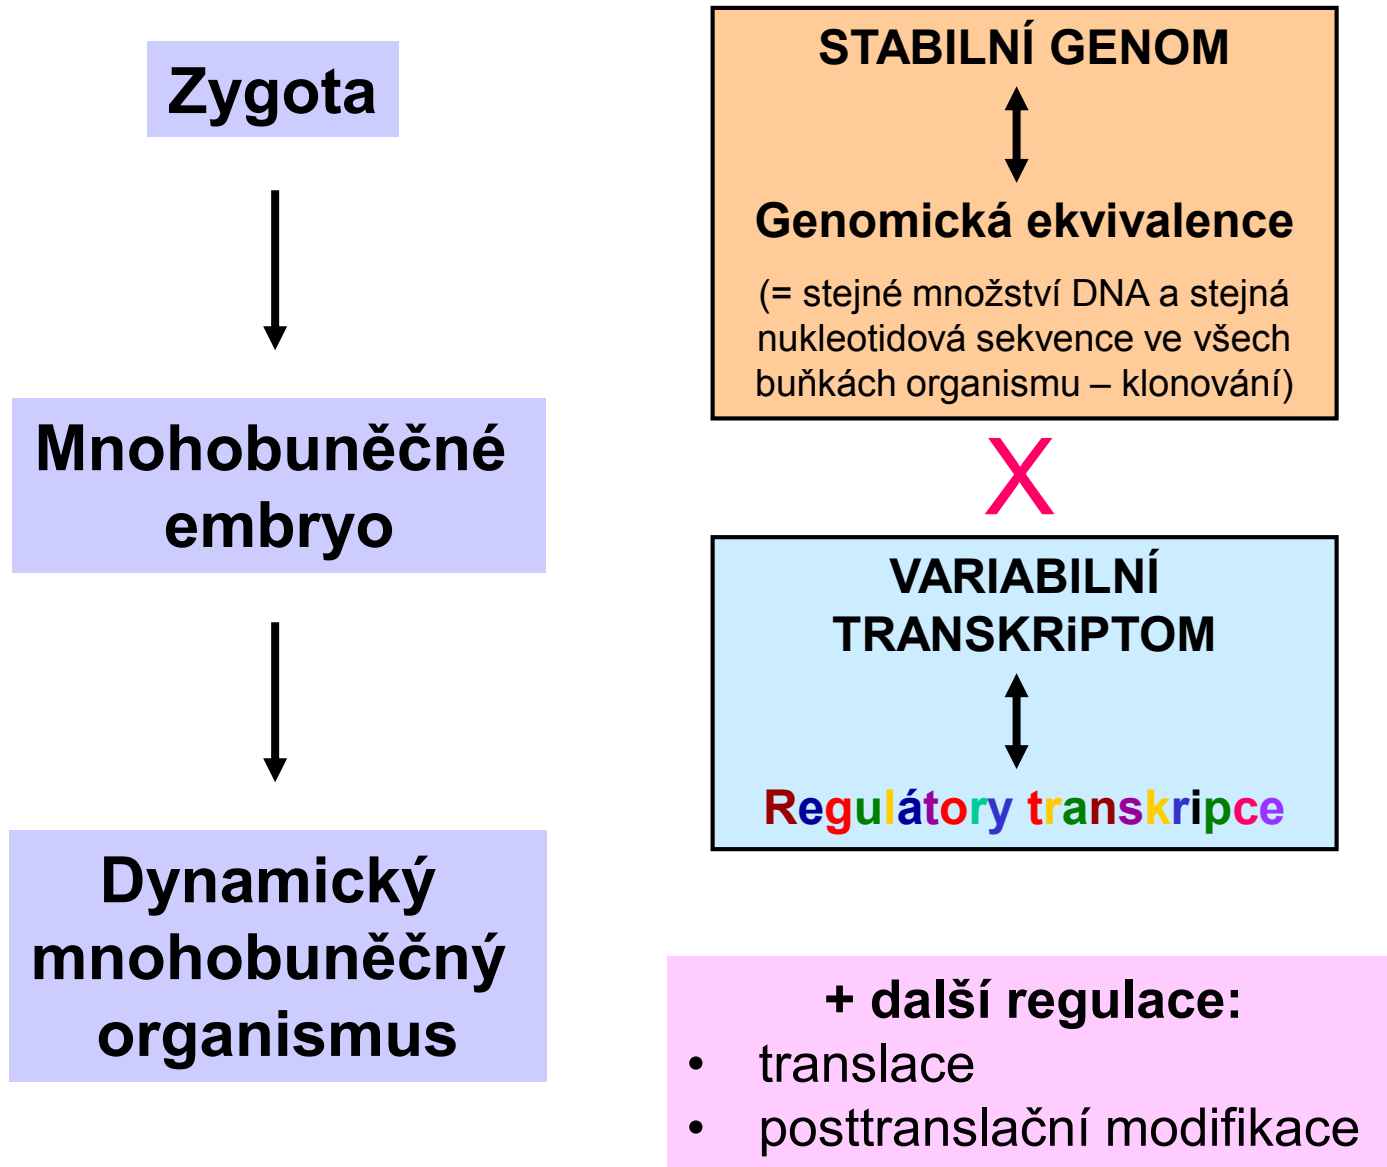 Zygota
Mnohobuněčné
embryo
Dynamický
mnohobuněčný
organismus
STABILNÍ GENOM
Genomická ekvivalence
(= stejné množství DNA a stejná
nukleotidová sekvence ve všech
buňkách organismu – klonování)
X
VARIABILNÍ
TRANSKRiPTOM
Regulátory transkripce
+ další regulace:
• translace
• posttranslační modifikace